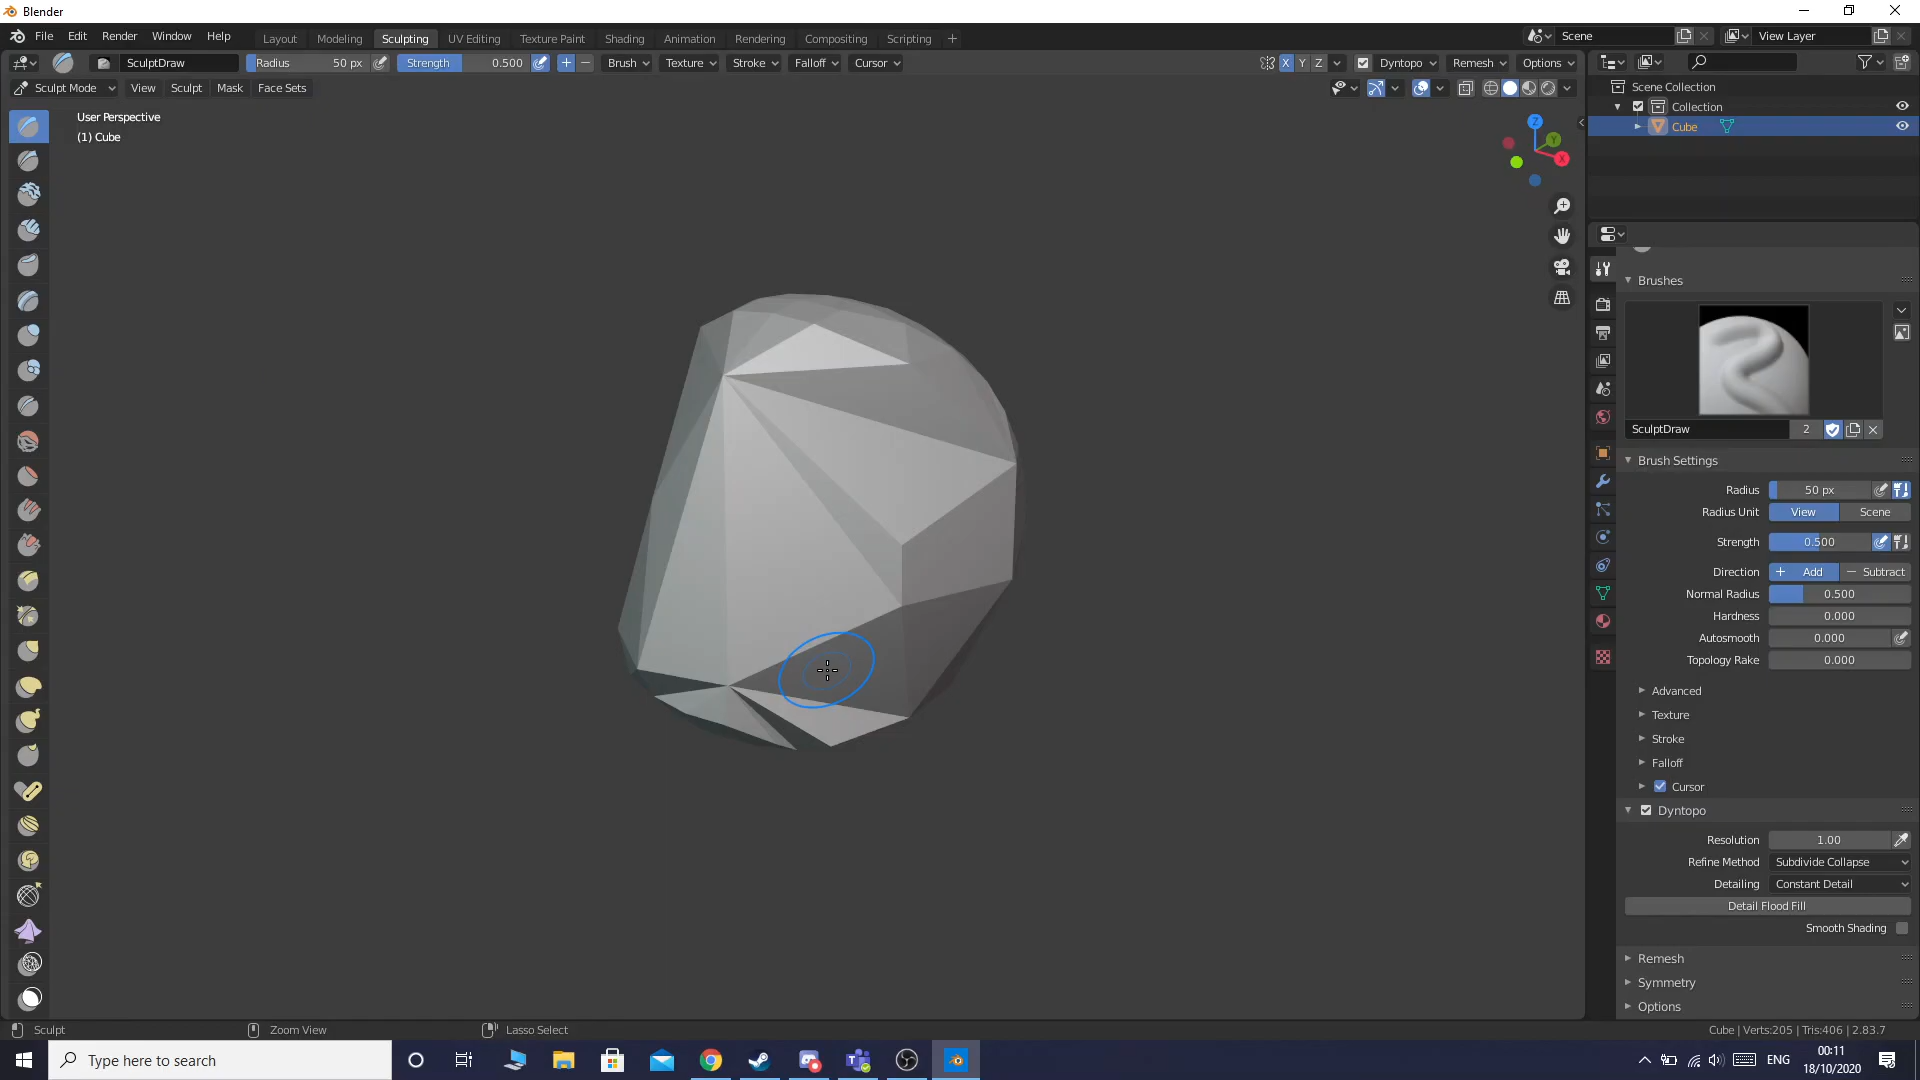 Blender
File Edit Render Window Help Layout Modeling Sculpting UV Editing Texture Paint Shading Animation Rendering Compositing Scripting + Scene View Layer
SculptDraw Radius 50 px Strength 0.500 + − Brush Texture Stroke Falloff Cursor X Y Z Dyntopo Remesh Options
Sculpt Mode View Sculpt Mask Face Sets
Scene Collection
Collection
Cube
User Perspective
(1) Cube
Z
Y
X
Brushes
SculptDraw 2
Brush Settings
Radius 50 px
Radius Unit View Scene
Strength 0.500
Direction + Add − Subtract
Normal Radius 0.500
Hardness 0.000
Autosmooth 0.000
Topology Rake 0.000
Advanced
Texture
Stroke
Falloff
Cursor
Dyntopo
Resolution 1.00
Refine Method Subdivide Collapse
Detailing Constant Detail
Detail Flood Fill
Smooth Shading
Remesh
Symmetry
Options
Sculpt Zoom View Lasso Select Cube | Verts:205 | Tris:406 | 2.83.7
Type here to search ENG 00:11
18/10/2020